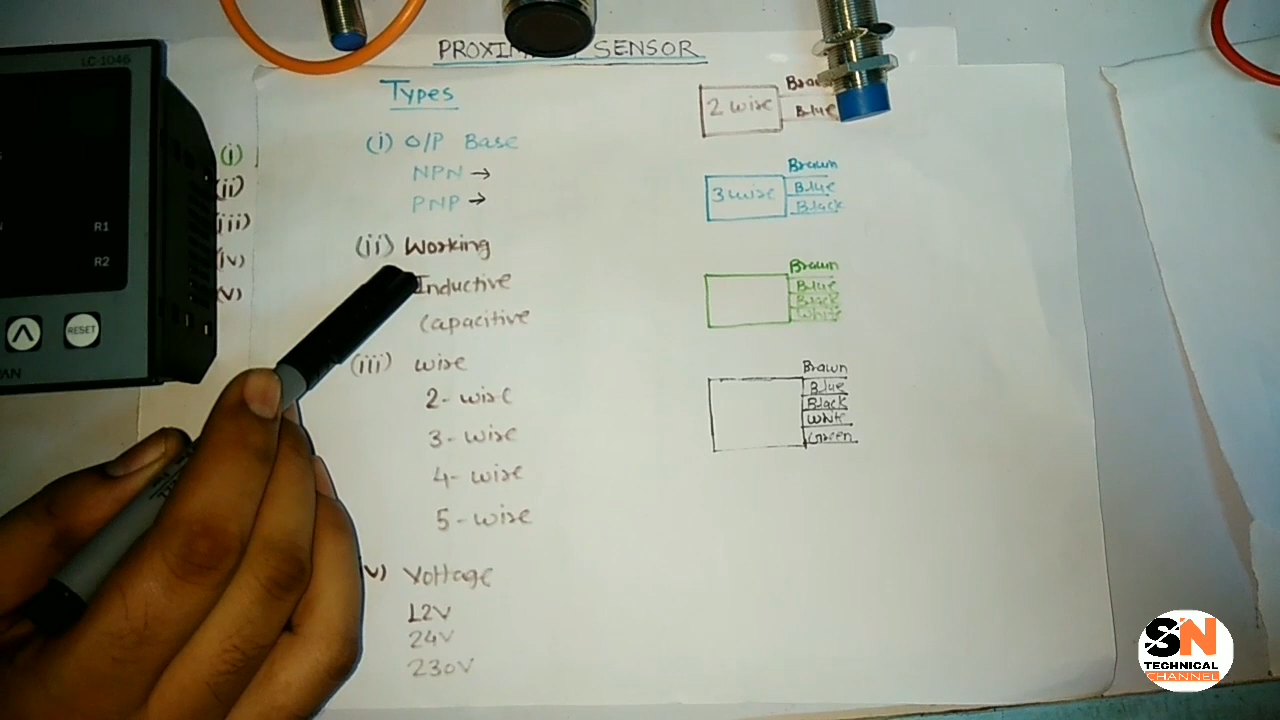 LC-1046
R1
R2
RESET
(i)
(ii)
(iii)
(iv)
(v)
SENSOR
Types
(i) O/P Base
NPN →
PNP →
(ii) Working
Inductive
Capacitive
(iii) wire
2- wire
3- wire
4- wire
5- wire
v) Voltage
12V
24V
230V
2 wire
Blue
3 wire
Brown
Blue
Black
Brown
Blue
Black
White
Brown
Blue
Black
White
Green
SN
TECHNICAL
CHANNEL